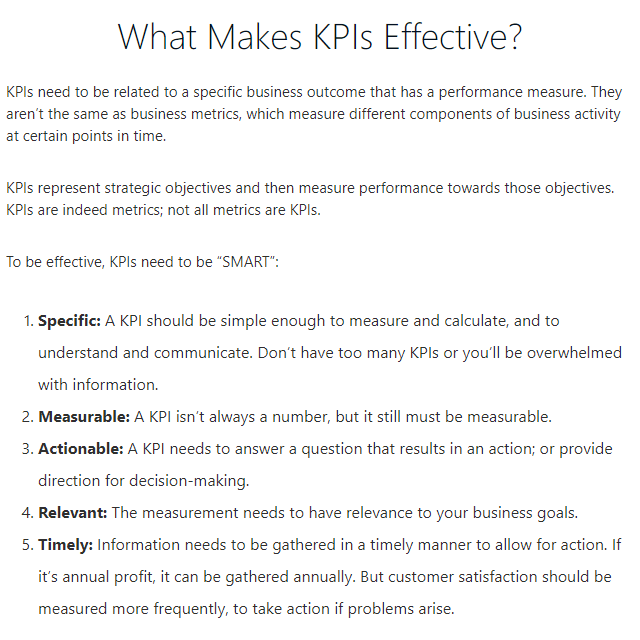 What Makes KPIs Effective?
KPIs need to be related to a specific business outcome that has a performance measure. They
aren't the same as business metrics, which measure different components of business activity
at certain points in time.
KPIs represent strategic objectives and then measure performance towards those objectives.
KPIs are indeed metrics; not all metrics are KPIs.
To be effective, KPIs need to be “SMART”:
1. Specific: A KPI should be simple enough to measure and calculate, and to
understand and communicate. Don't have too many KPIs or you'll be overwhelmed
with information.
2. Measurable: A KPI isn't always a number, but it still must be measurable.
3. Actionable: A KPI needs to answer a question that results in an action; or provide
direction for decision-making.
4. Relevant: The measurement needs to have relevance to your business goals.
5. Timely: Information needs to be gathered in a timely manner to allow for action. If
it's annual profit, it can be gathered annually. But customer satisfaction should be
measured more frequently, to take action if problems arise.